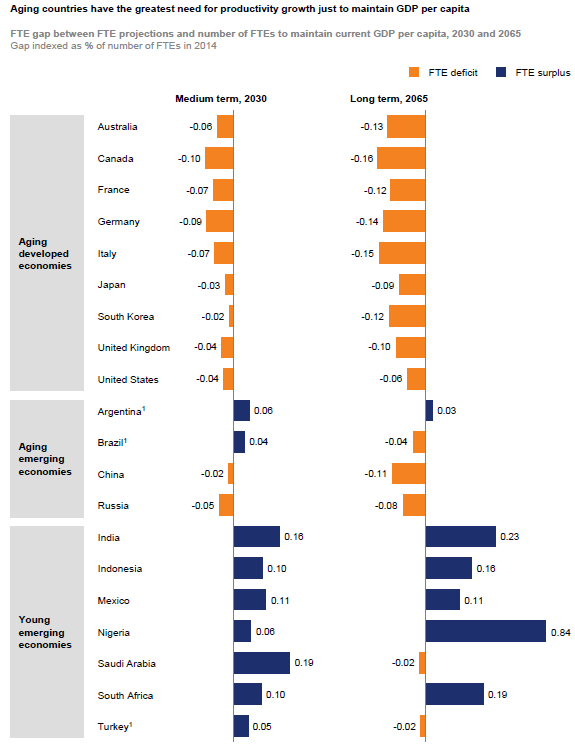 Aging countries have the greatest need for productivity growth just to maintain GDP per capita
FTE gap between FTE projections and number of FTEs to maintain current GDP per capita, 2030 and 2065
Gap indexed as % of number of FTEs in 2014
FTE deficit FTE surplus
Medium term, 2030 Long term, 2065
Aging
developed
economies
Australia -0.06 -0.13
Canada -0.10 -0.16
France -0.07 -0.12
Germany -0.09 -0.14
Italy -0.07 -0.15
Japan -0.03 -0.09
South Korea -0.02 -0.12
United Kingdom -0.04 -0.10
United States -0.04 -0.06
Aging
emerging
economies
Argentina¹ 0.06 0.03
Brazil¹ 0.04 -0.04
China -0.02 -0.11
Russia -0.05 -0.08
Young
emerging
economies
India 0.16 0.23
Indonesia 0.10 0.16
Mexico 0.11 0.11
Nigeria 0.06 0.84
Saudi Arabia 0.19 -0.02
South Africa 0.10 0.19
Turkey¹ 0.05 -0.02